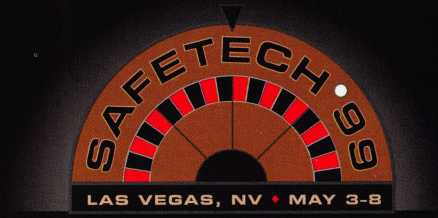 SAFETECH 99
LAS VEGAS, NV ♦ MAY 3-8